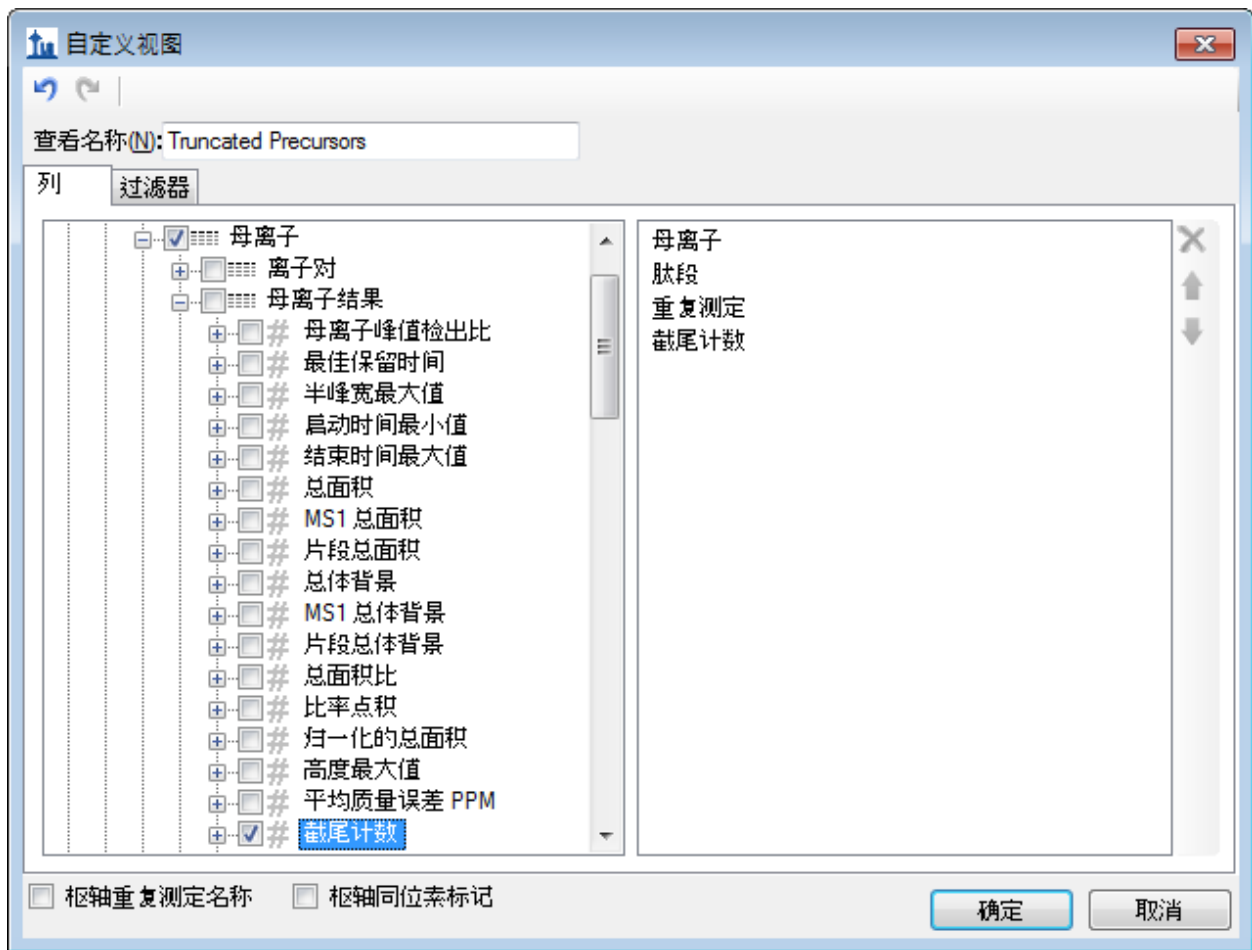 自定义视图
查看名称(N): Truncated Precursors
列 过滤器
母离子
离子对
母离子结果
# 母离子峰值检出比
# 最佳保留时间
# 半峰宽最大值
# 启动时间最小值
# 结束时间最大值
# 总面积
# MS1 总面积
# 片段总面积
# 总体背景
# MS1 总体背景
# 片段总体背景
# 总面积比
# 比率点积
# 归一化的总面积
# 高度最大值
# 平均质量误差 PPM
# 截尾计数
母离子
肽段
重复测定
截尾计数
枢轴重复测定名称 枢轴同位素标记 确定 取消